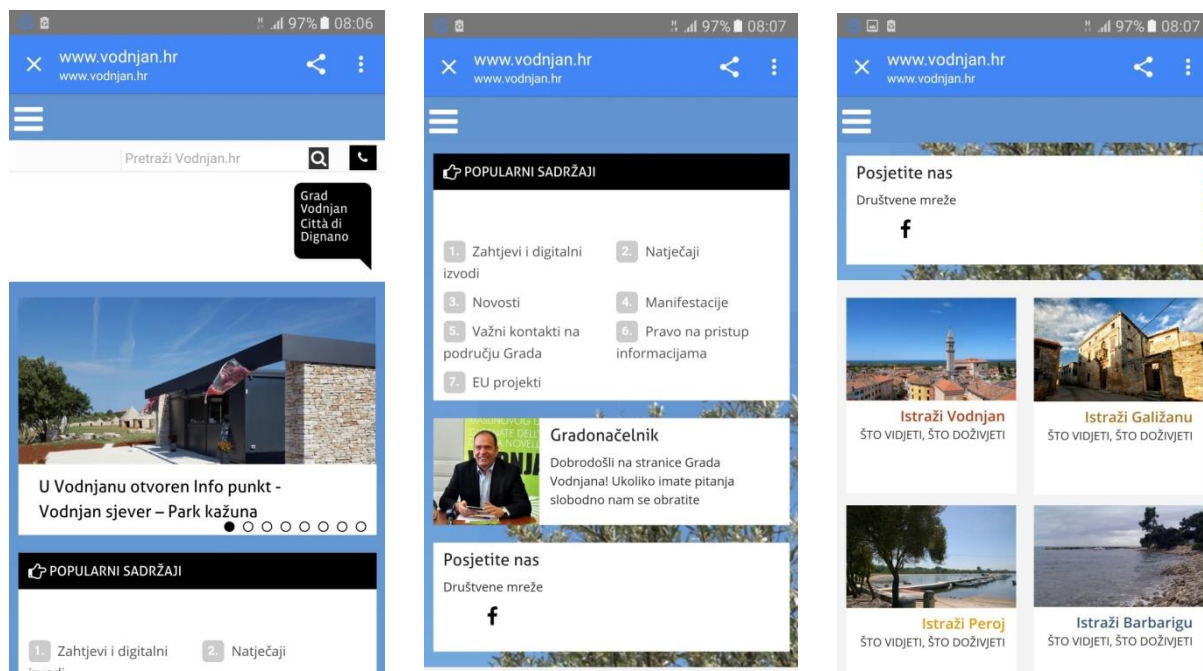 97% 08:06
www.vodnjan.hr
www.vodnjan.hr
Pretraži Vodnjan.hr
Grad
Vodnjan
Città di
Dignano
U Vodnjanu otvoren Info punkt -
Vodnjan sjever – Park kažuna
POPULARNI SADRŽAJI
1. Zahtjevi i digitalni
2. Natječaji
97% 08:07
www.vodnjan.hr
www.vodnjan.hr
POPULARNI SADRŽAJI
1. Zahtjevi i digitalni
izvodi
2. Natječaji
3. Novosti
4. Manifestacije
5. Važni kontakti na
području Grada
6. Pravo na pristup
informacijama
7. EU projekti
Gradonačelnik
Dobrodošli na stranice Grada
Vodnjana! Ukoliko imate pitanja
slobodno nam se obratite
Posjetite nas
Društvene mreže
97% 08:07
www.vodnjan.hr
www.vodnjan.hr
Posjetite nas
Društvene mreže
Istraži Vodnjan
ŠTO VIDJETI, ŠTO DOŽIVJETI
Istraži Galižanu
ŠTO VIDJETI, ŠTO DOŽIVJETI
Istraži Peroj
ŠTO VIDJETI, ŠTO DOŽIVJETI
Istraži Barbarigu
ŠTO VIDJETI, ŠTO DOŽIVJETI